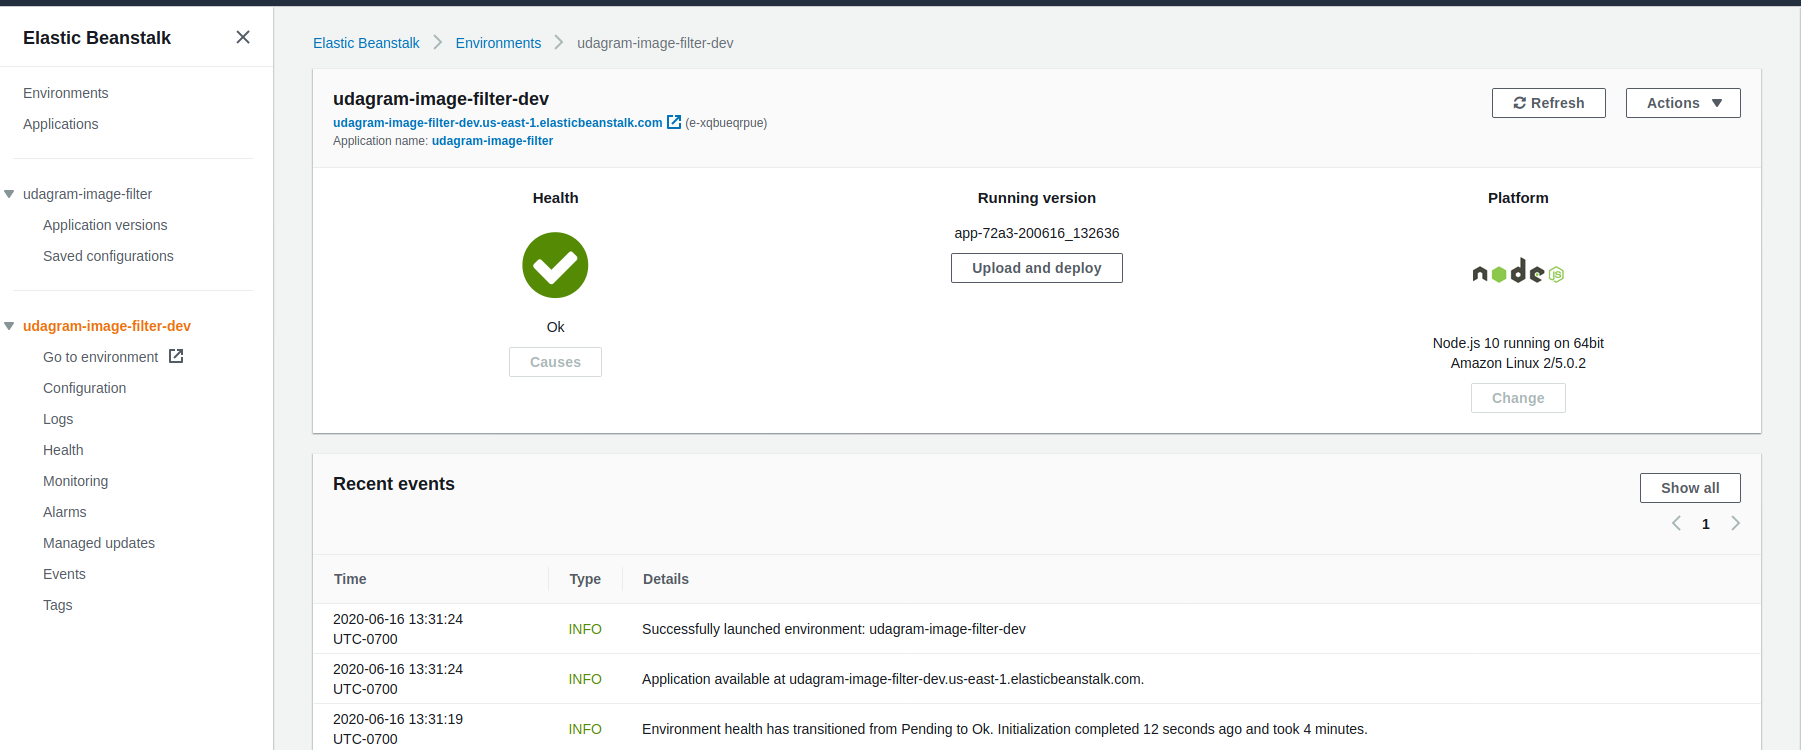 Elastic Beanstalk
Environments
Applications
udagram-image-filter
Application versions
Saved configurations
udagram-image-filter-dev
Go to environment
Configuration
Logs
Health
Monitoring
Alarms
Managed updates
Events
Tags
Elastic Beanstalk Environments udagram-image-filter-dev
udagram-image-filter-dev
udagram-image-filter-dev.us-east-1.elasticbeanstalk.com (e-xqbueqrpue)
Application name: udagram-image-filter
Refresh
Actions
Health
Ok
Causes
Running version
app-72a3-200616_132636
Upload and deploy
Platform
node JS
Node.js 10 running on 64bit
Amazon Linux 2/5.0.2
Change
Recent events
Show all
1
Time Type Details
2020-06-16 13:31:24
UTC-0700
INFO
Successfully launched environment: udagram-image-filter-dev
2020-06-16 13:31:24
UTC-0700
INFO
Application available at udagram-image-filter-dev.us-east-1.elasticbeanstalk.com.
2020-06-16 13:31:19
UTC-0700
INFO
Environment health has transitioned from Pending to Ok. Initialization completed 12 seconds ago and took 4 minutes.